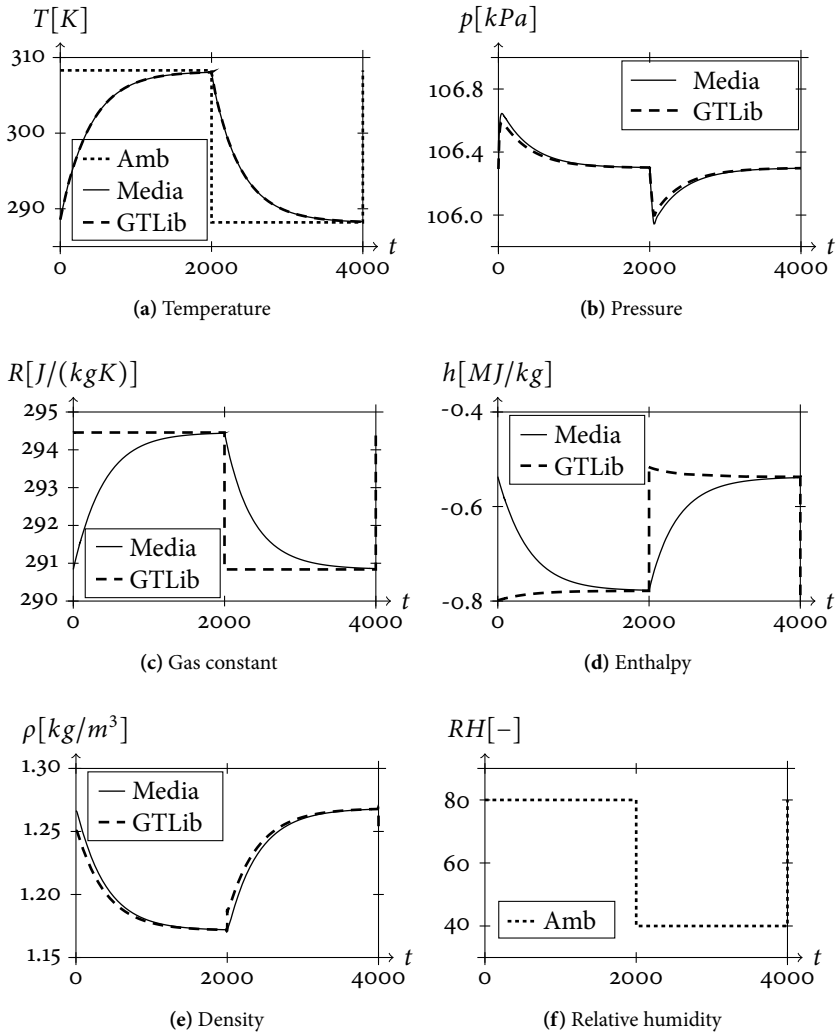 T[K]
310
300
290
Amb
Media
GTLib
0 2000 4000 t
(a) Temperature
p[kPa]
106.8
106.4
106.0
Media
GTLib
0 2000 4000 t
(b) Pressure
R[J/(kgK)]
295
294
293
292
291
290
Media
GTLib
0 2000 4000 t
(c) Gas constant
h[MJ/kg]
-0.4
-0.6
-0.8
Media
GTLib
0 2000 4000 t
(d) Enthalpy
ρ[kg/m³]
1.30
1.25
1.20
1.15
Media
GTLib
0 2000 4000 t
(e) Density
RH[−]
80
60
40
Amb
0 2000 4000 t
(f) Relative humidity